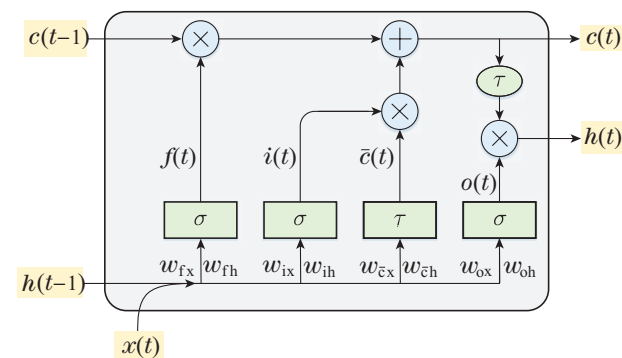 c(t−1) × + c(t)
τ
× × h(t)
f(t) i(t) c̄(t) o(t)
σ σ τ σ
w_fx w_fh w_ix w_ih w_c̄x w_c̄h w_ox w_oh
h(t−1)
x(t)